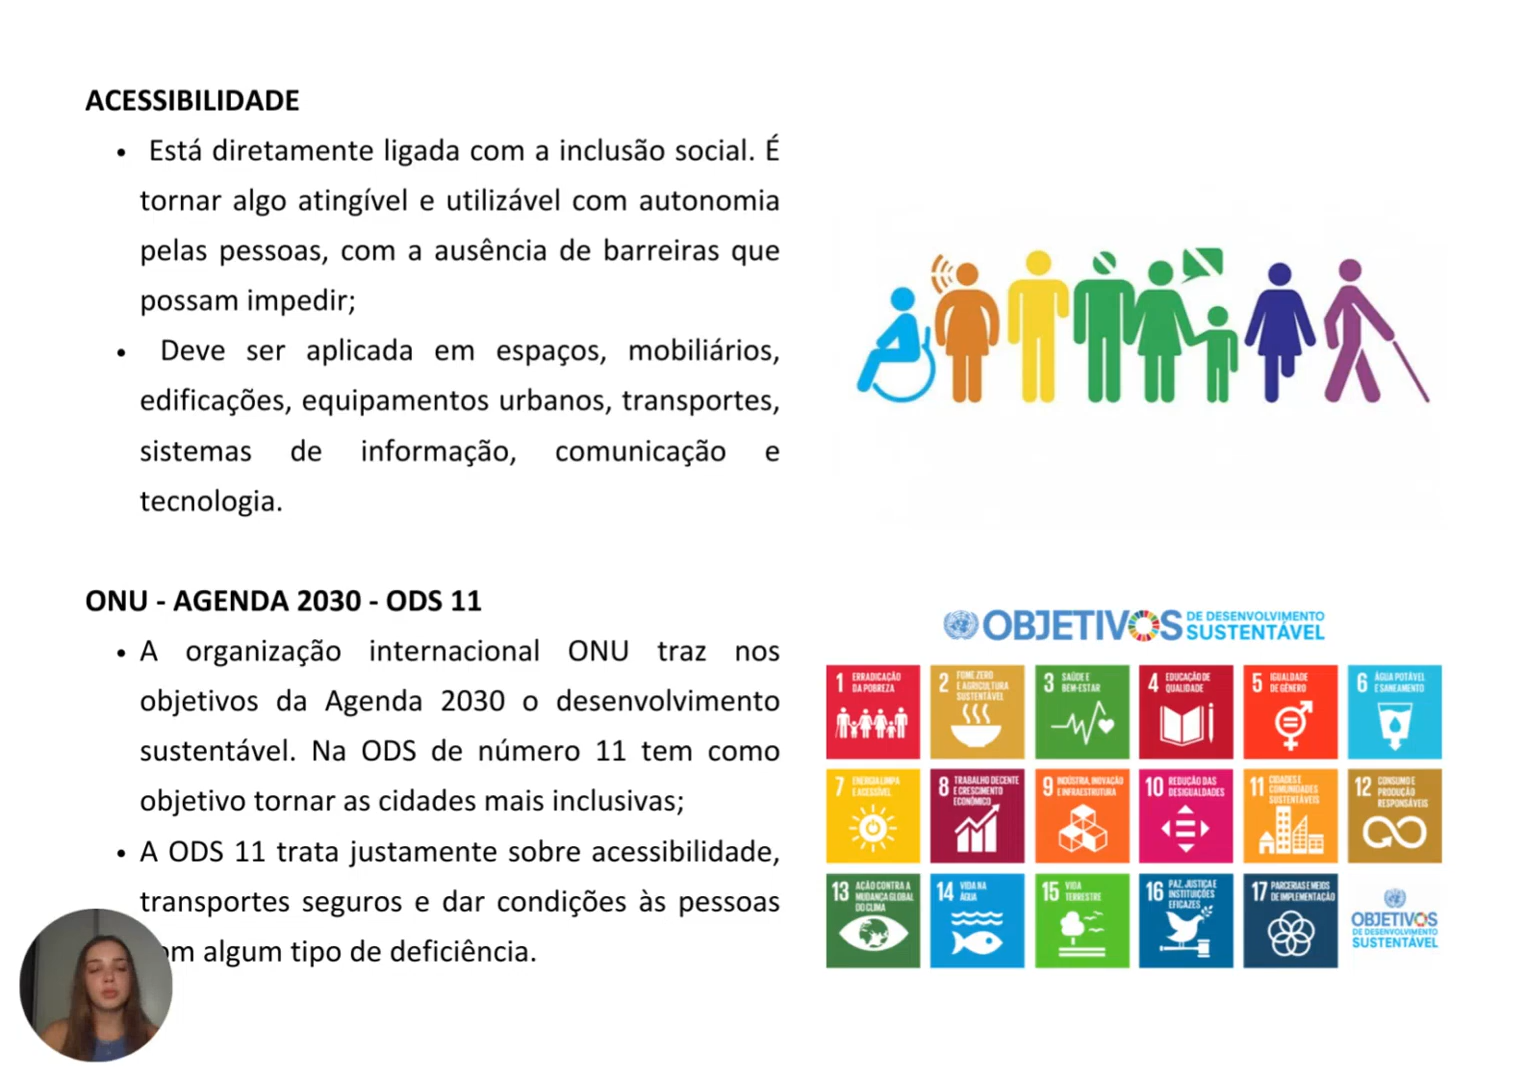 ACESSIBILIDADE
• Está diretamente ligada com a inclusão social. É
tornar algo atingível e utilizável com autonomia
pelas pessoas, com a ausência de barreiras que
possam impedir;
• Deve ser aplicada em espaços, mobiliários,
edificações, equipamentos urbanos, transportes,
sistemas de informação, comunicação e
tecnologia.
ONU - AGENDA 2030 - ODS 11
• A organização internacional ONU traz nos
objetivos da Agenda 2030 o desenvolvimento
sustentável. Na ODS de número 11 tem como
objetivo tornar as cidades mais inclusivas;
• A ODS 11 trata justamente sobre acessibilidade,
transportes seguros e dar condições às pessoas
om algum tipo de deficiência.
OBJETIVOS DE DESENVOLVIMENTO
SUSTENTÁVEL
1 ERRADICAÇÃO
DA POBREZA
2 FOME ZERO
E AGRICULTURA
SUSTENTÁVEL
3 SAÚDE E
BEM-ESTAR
4 EDUCAÇÃO DE
QUALIDADE
5 IGUALDADE
DE GÊNERO
6 ÁGUA POTÁVEL
E SANEAMENTO
7 ENERGIA LIMPA
E ACESSÍVEL
8 TRABALHO DECENTE
E CRESCIMENTO
ECONÔMICO
9 INDÚSTRIA, INOVAÇÃO
E INFRAESTRUTURA
10 REDUÇÃO DAS
DESIGUALDADES
11 CIDADES E
COMUNIDADES
SUSTENTÁVEIS
12 CONSUMO E
PRODUÇÃO
RESPONSÁVEIS
13 AÇÃO CONTRA A
MUDANÇA GLOBAL
DO CLIMA
14 VIDA NA
ÁGUA
15 VIDA
TERRESTRE
16 PAZ, JUSTIÇA E
INSTITUIÇÕES
EFICAZES
17 PARCERIAS E MEIOS
DE IMPLEMENTAÇÃO
OBJETIVOS
DE DESENVOLVIMENTO
SUSTENTÁVEL